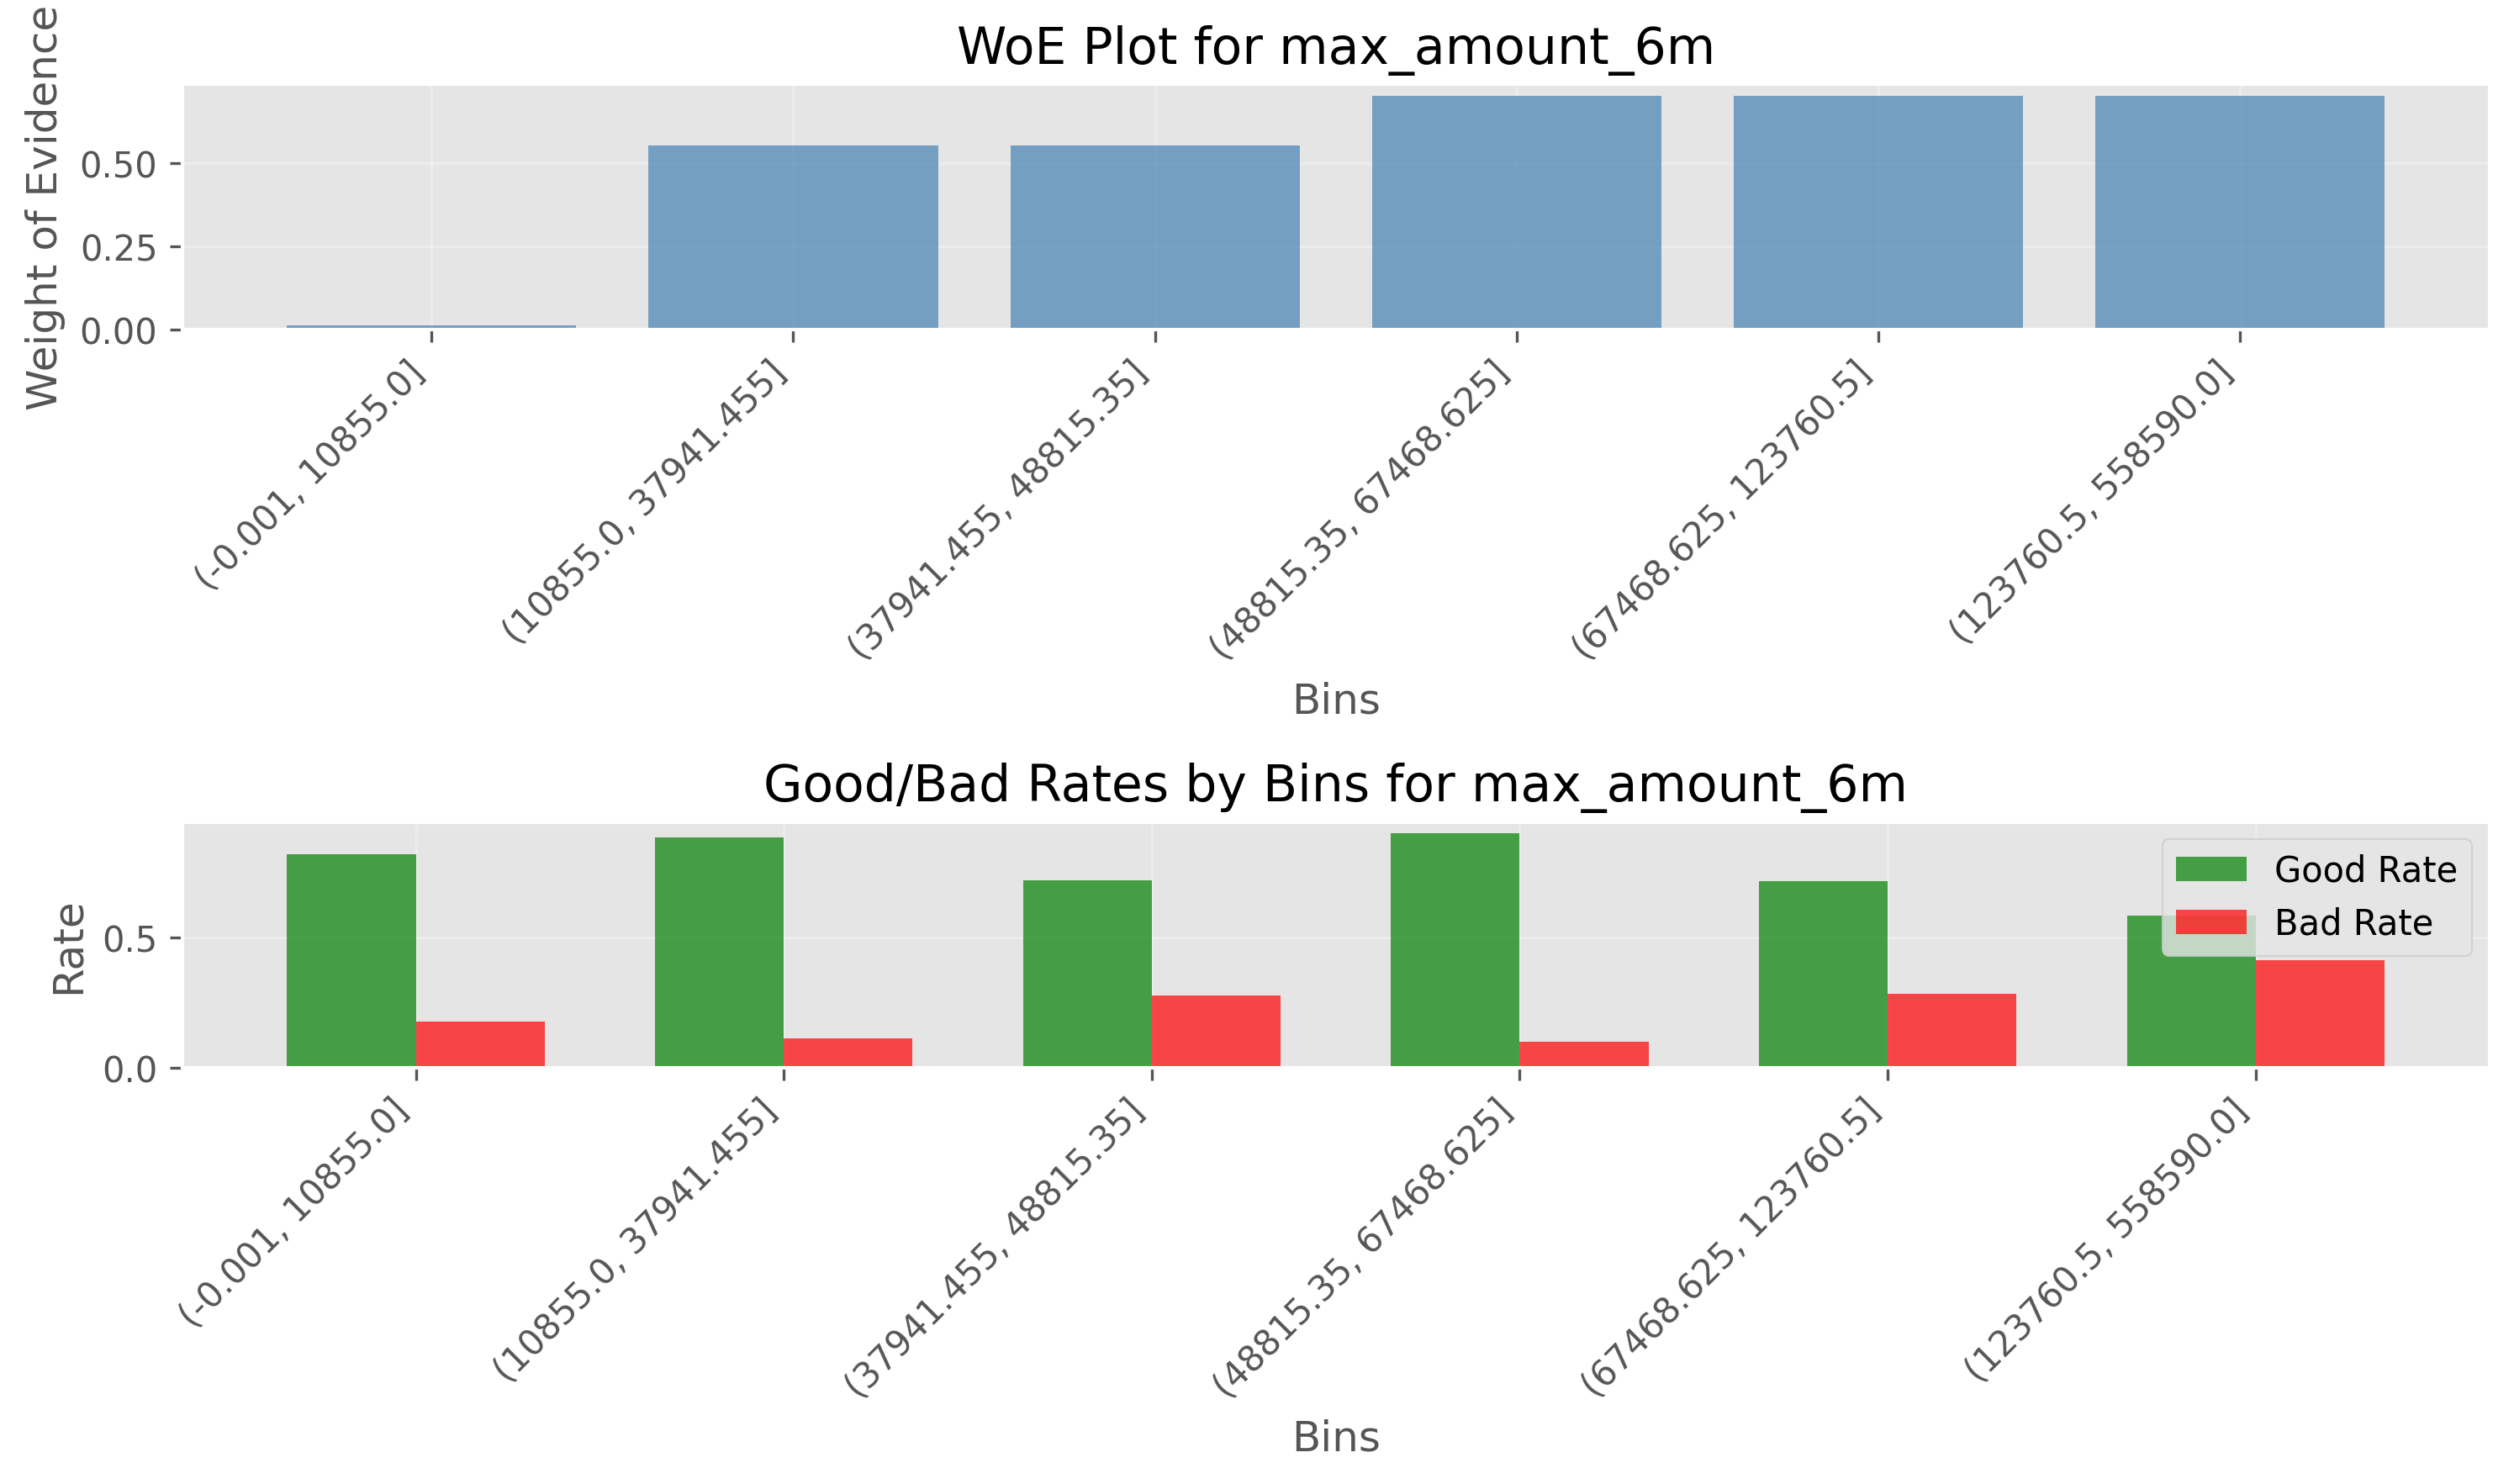 WoE Plot for max_amount_6m
Weight of Evidence
0.50
0.25
0.00
(-0.001, 10855.0]
(10855.0, 37941.455]
(37941.455, 48815.35]
(48815.35, 67468.625]
(67468.625, 123760.5]
(123760.5, 558590.0]
Bins
Good/Bad Rates by Bins for max_amount_6m
Rate
0.5
0.0
Good Rate
Bad Rate
(-0.001, 10855.0]
(10855.0, 37941.455]
(37941.455, 48815.35]
(48815.35, 67468.625]
(67468.625, 123760.5]
(123760.5, 558590.0]
Bins